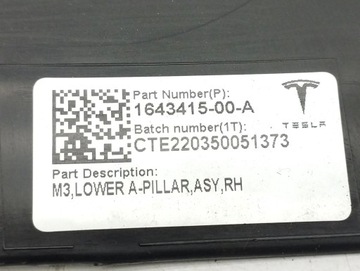 Part Number(P):
1643415-00-A
Batch number(1T):
TESLA
CTE220350051373
Part Description:
M3,LOWER A-PILLAR,ASY,RH